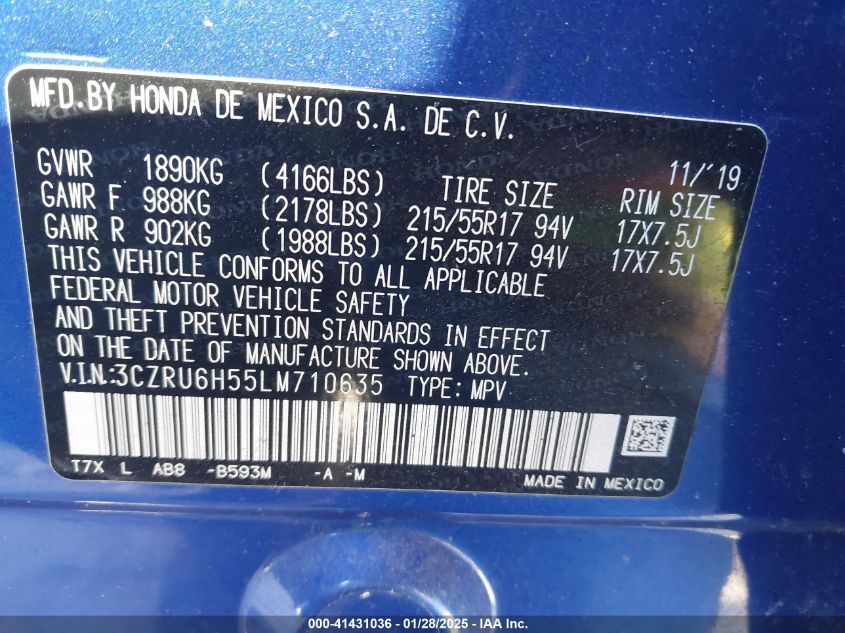 MFD.BY HONDA DE MEXICO S.A. DE C.V.
GVWR 1890KG (4166LBS) TIRE SIZE 11/'19
GAWR F 988KG (2178LBS) 215/55R17 94V RIM SIZE 17X7.5J
GAWR R 902KG (1988LBS) 215/55R17 94V 17X7.5J
THIS VEHICLE CONFORMS TO ALL APPLICABLE
FEDERAL MOTOR VEHICLE SAFETY
AND THEFT PREVENTION STANDARDS IN EFFECT
ON THE DATE OF MANUFACTURE SHOWN ABOVE.
V.I.N.:3CZRU6H55LM710635 TYPE: MPV
T7X L AB8 -B593M -A -M
MADE IN MEXICO
000-41431036 | 01/28/2025 | IAA Inc.